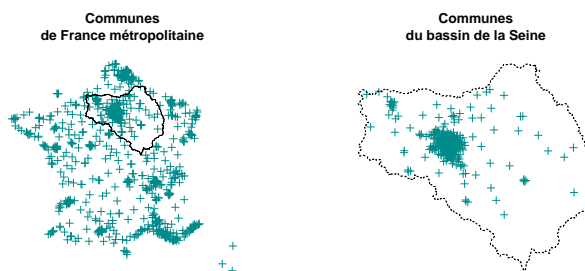 Communes
de France métropolitaine
Communes
du bassin de la Seine